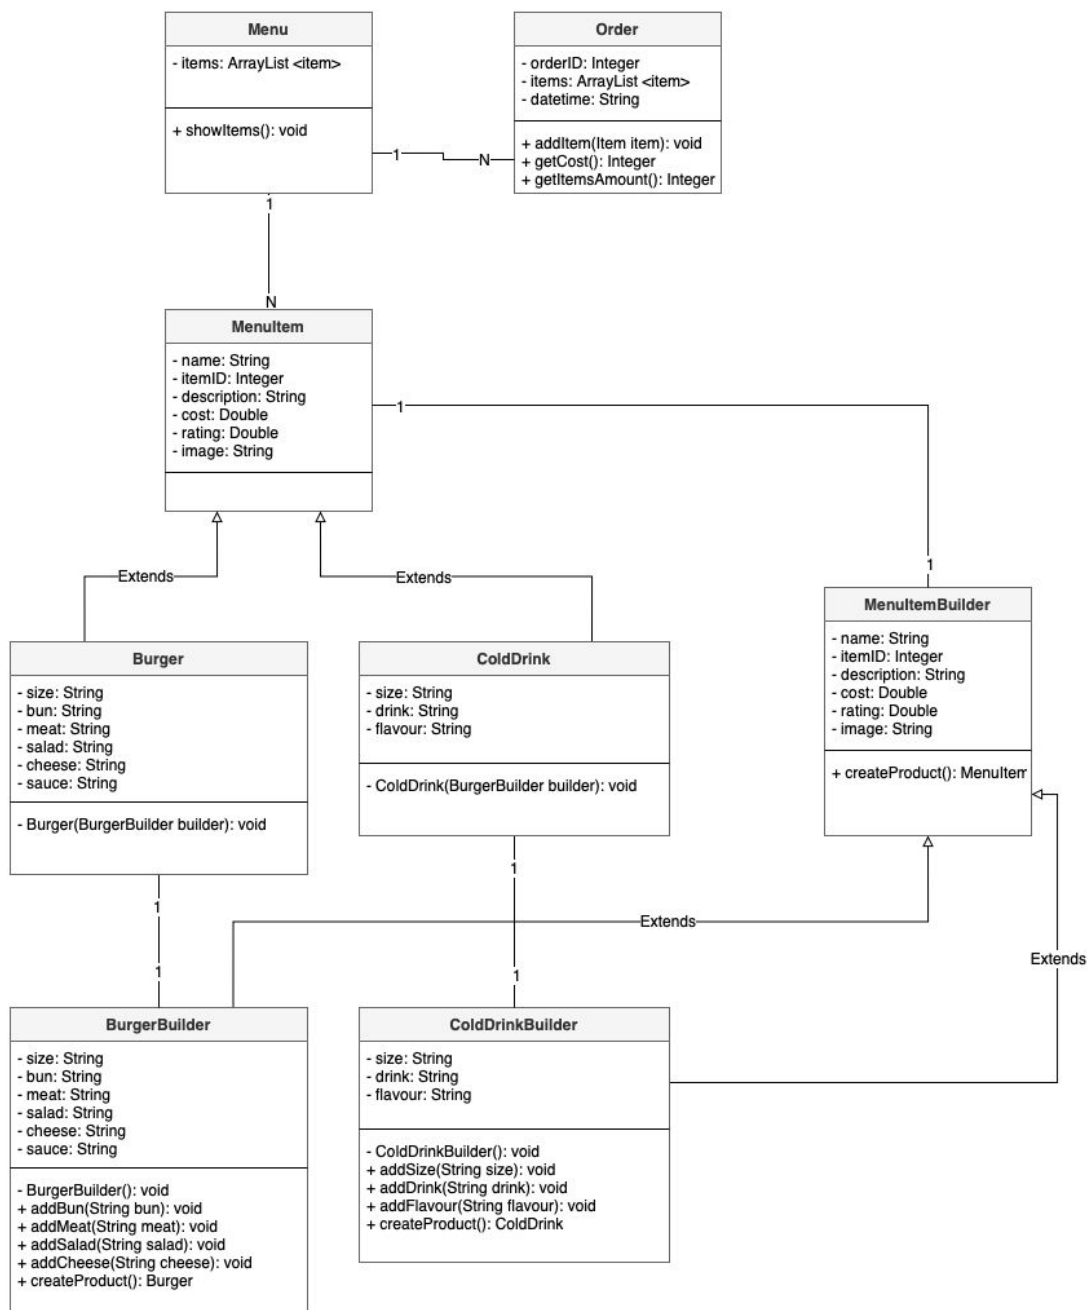 Menu
- items: ArrayList <item>
+ showItems(): void
Order
- orderID: Integer
- items: ArrayList <item>
- datetime: String
+ addItem(Item item): void
+ getCost(): Integer
+ getItemsAmount(): Integer
1
N
1
N
MenuItem
- name: String
- itemID: Integer
- description: String
- cost: Double
- rating: Double
- image: String
1
1
Extends
Extends
MenuItemBuilder
- name: String
- itemID: Integer
- description: String
- cost: Double
- rating: Double
- image: String
+ createProduct(): MenuItem
Burger
- size: String
- bun: String
- meat: String
- salad: String
- cheese: String
- sauce: String
- Burger(BurgerBuilder builder): void
ColdDrink
- size: String
- drink: String
- flavour: String
- ColdDrink(BurgerBuilder builder): void
1
1
Extends
Extends
1
1
BurgerBuilder
- size: String
- bun: String
- meat: String
- salad: String
- cheese: String
- sauce: String
- BurgerBuilder(): void
+ addBun(String bun): void
+ addMeat(String meat): void
+ addSalad(String salad): void
+ addCheese(String cheese): void
+ createProduct(): Burger
ColdDrinkBuilder
- size: String
- drink: String
- flavour: String
- ColdDrinkBuilder(): void
+ addSize(String size): void
+ addDrink(String drink): void
+ addFlavour(String flavour): void
+ createProduct(): ColdDrink